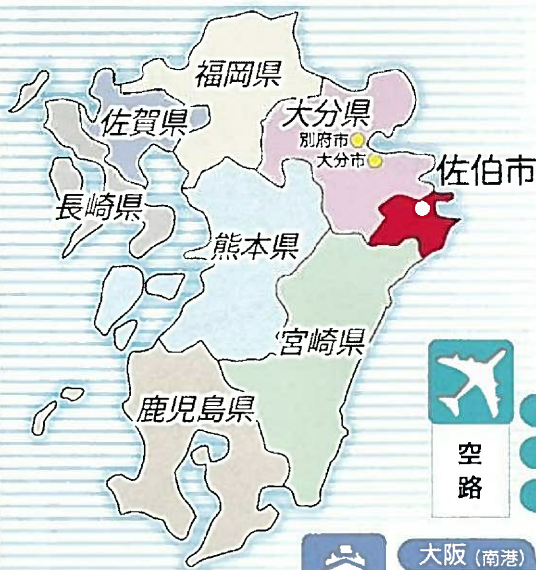 福岡県
佐賀県
大分県
別府市
大分市
佐伯市
長崎県
熊本県
宮崎県
鹿児島県
空路
大阪（南港）